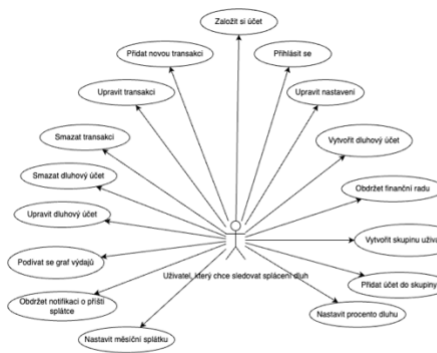 Založit si účet
Přidat novou transakci
Přihlásit se
Upravit transakci
Upravit nastavení
Smazat transakci
Vytvořit dluhový účet
Smazat dluhový účet
Obdržet finanční radu
Upravit dluhový účet
Vytvořit skupinu uživa
Podívat se graf výdajů
Uživatel, který chce sledovat splácení dluh
Přidat účet do skupiny
Obdržet notifikaci o příští
splátce
Nastavit procento dluhu
Nastavit měsíční splátku